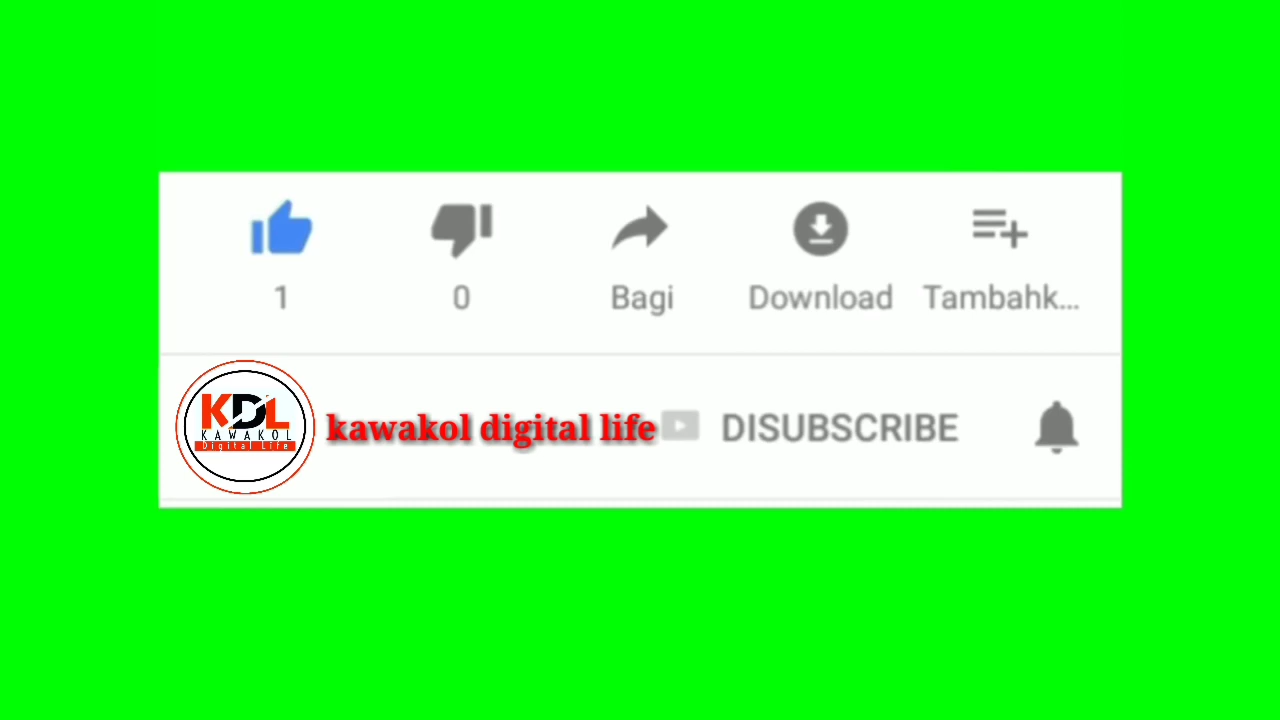 1 0 Bagi Download Tambahk...
KDL
KAWAKOL
Digital Life
kawakol digital life DISUBSCRIBE